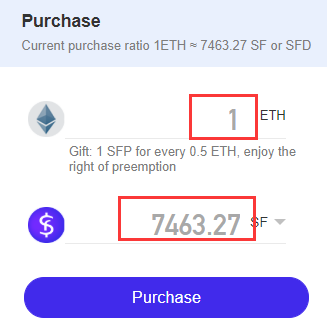 Purchase
Current purchase ratio 1ETH ≈ 7463.27 SF or SFD
1 ETH
Gift: 1 SFP for every 0.5 ETH, enjoy the
right of preemption
7463.27 SF
Purchase